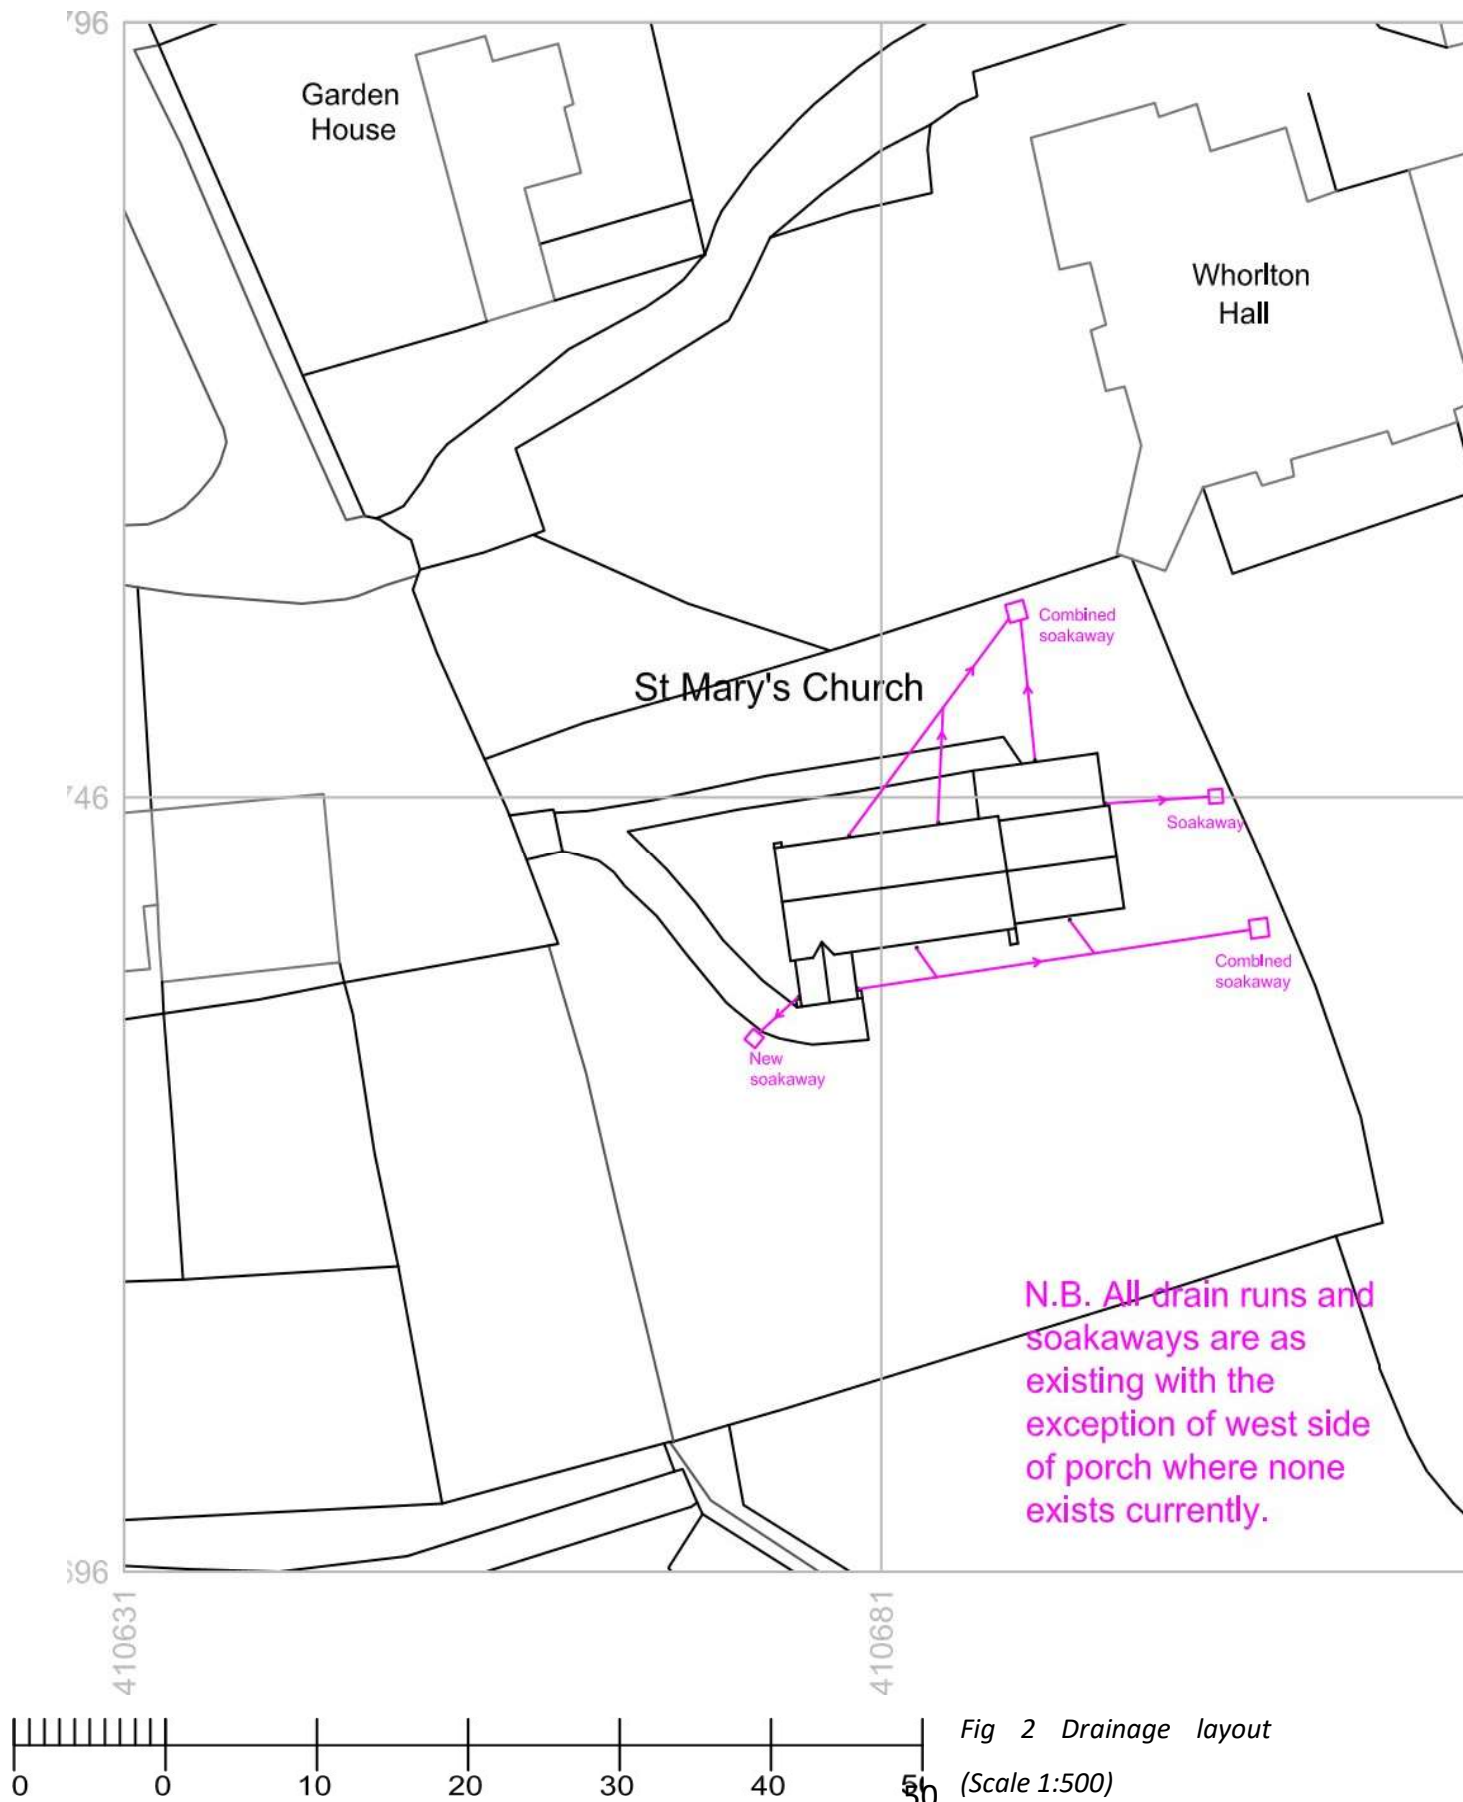 796
Garden
House
Whorlton
Hall
Combined
soakaway
St Mary's Church
746
Soakaway
Combined
soakaway
New
soakaway
N.B. All drain runs and
soakaways are as
existing with the
exception of west side
of porch where none
exists currently.
696
410631
410681
0 0 10 20 30 40 50
Fig 2 Drainage layout
(Scale 1:500)